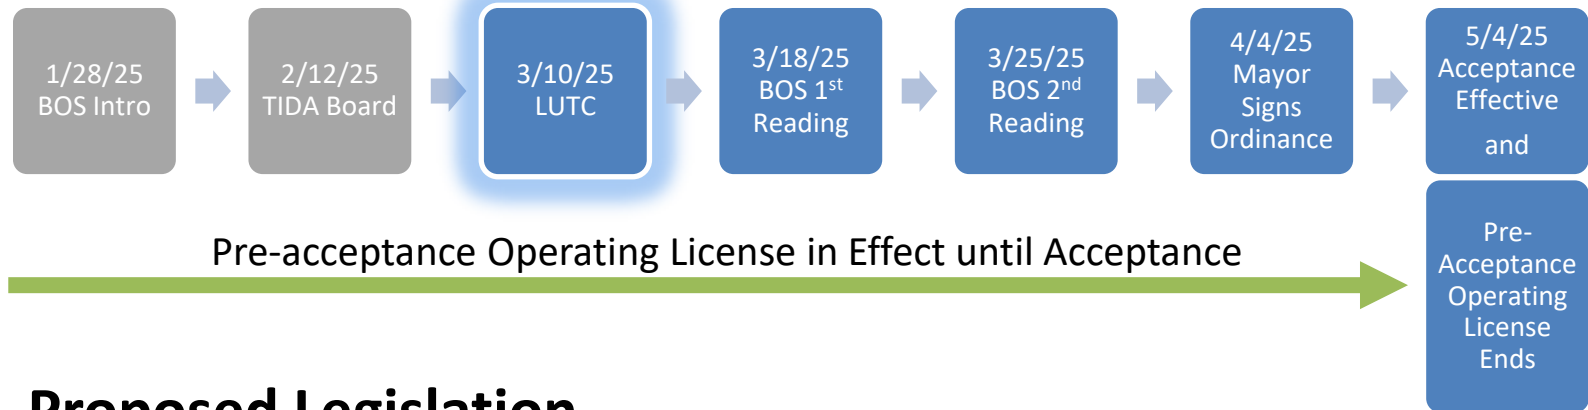 1/28/25
BOS Intro
2/12/25
TIDA Board
3/10/25
LUTC
3/18/25
BOS 1st
Reading
3/25/25
BOS 2nd
Reading
4/4/25
Mayor
Signs
Ordinance
5/4/25
Acceptance
Effective
and
Pre-acceptance Operating License in Effect until Acceptance
Pre-
Acceptance
Operating
License
Ends
Proposed Legislation